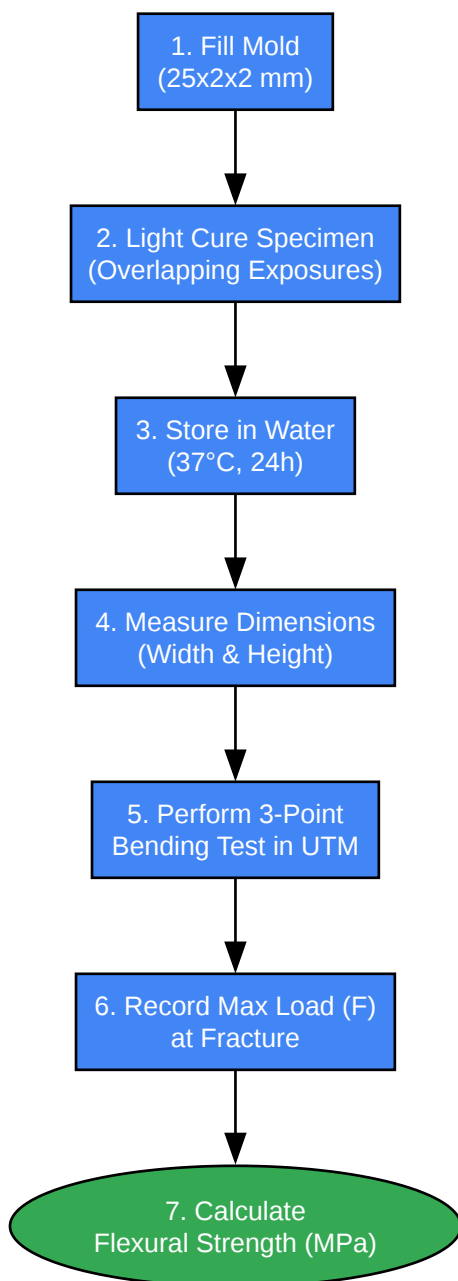 1. Fill Mold
(25x2x2 mm)
2. Light Cure Specimen
(Overlapping Exposures)
3. Store in Water
(37°C, 24h)
4. Measure Dimensions
(Width & Height)
5. Perform 3-Point
Bending Test in UTM
6. Record Max Load (F)
at Fracture
7. Calculate
Flexural Strength (MPa)